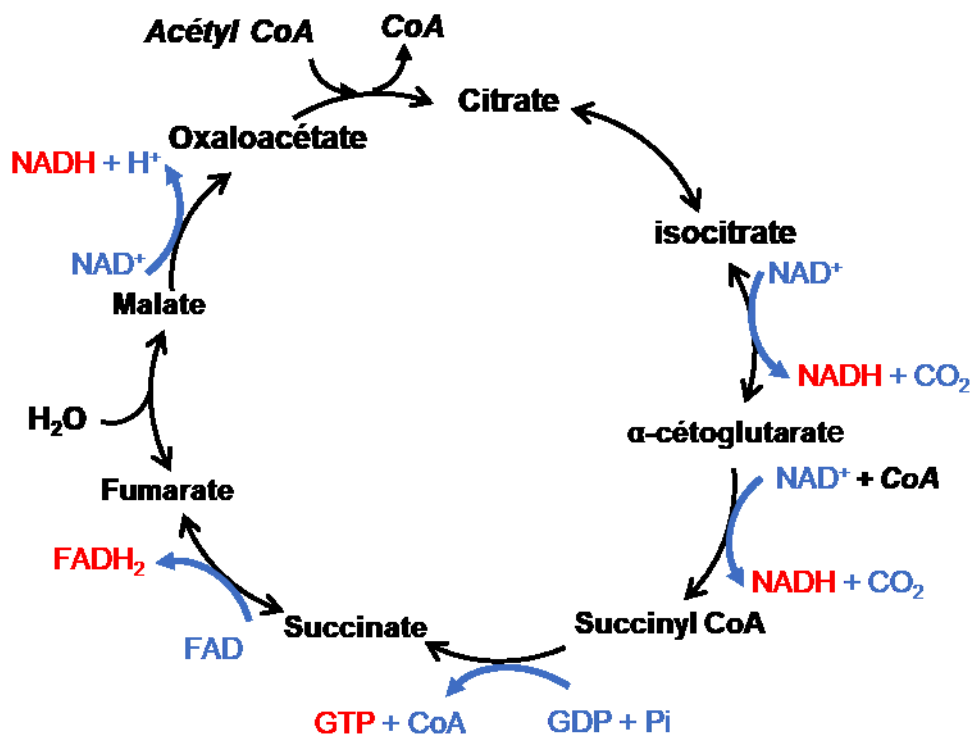 Acétyl CoA
CoA
Citrate
Oxaloacétate
NADH + H⁺
NAD⁺
Malate
isocitrate
NAD⁺
NADH + CO₂
H₂O
α-cétoglutarate
NAD⁺ + CoA
Fumarate
FADH₂
NADH + CO₂
Succinate
Succinyl CoA
FAD
GTP + CoA
GDP + Pi